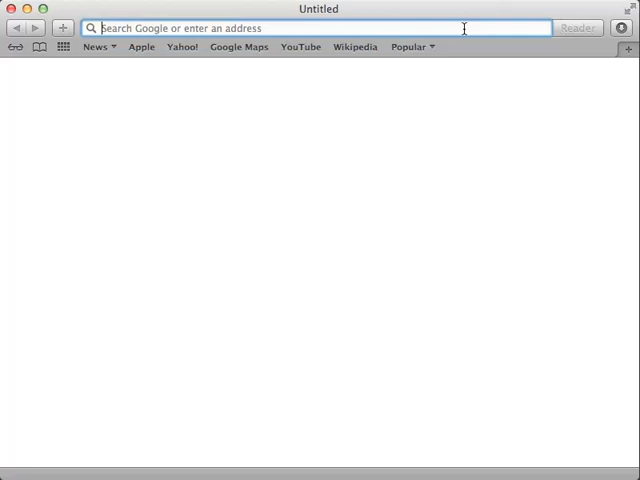 Untitled
Search Google or enter an address
Reader
News Apple Yahoo! Google Maps YouTube Wikipedia Popular